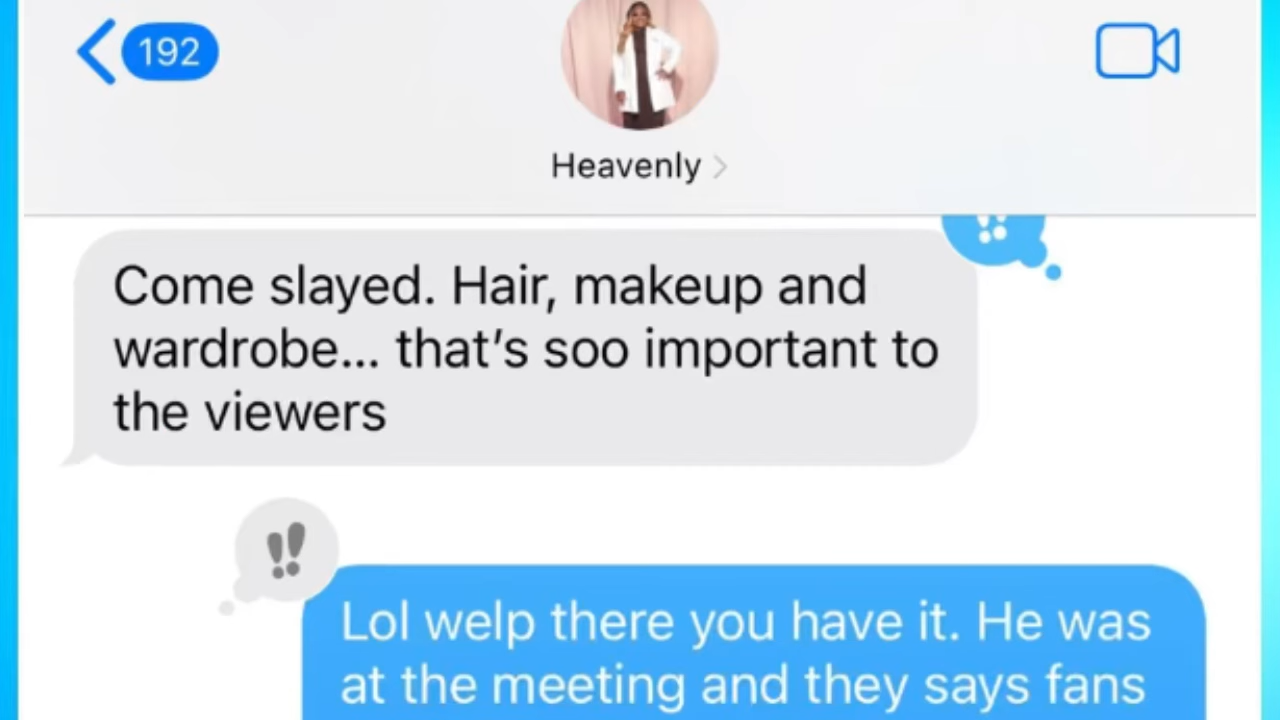 192
Heavenly
Come slayed. Hair, makeup and
wardrobe... that's soo important to
the viewers
!!
Lol welp there you have it. He was
at the meeting and they says fans